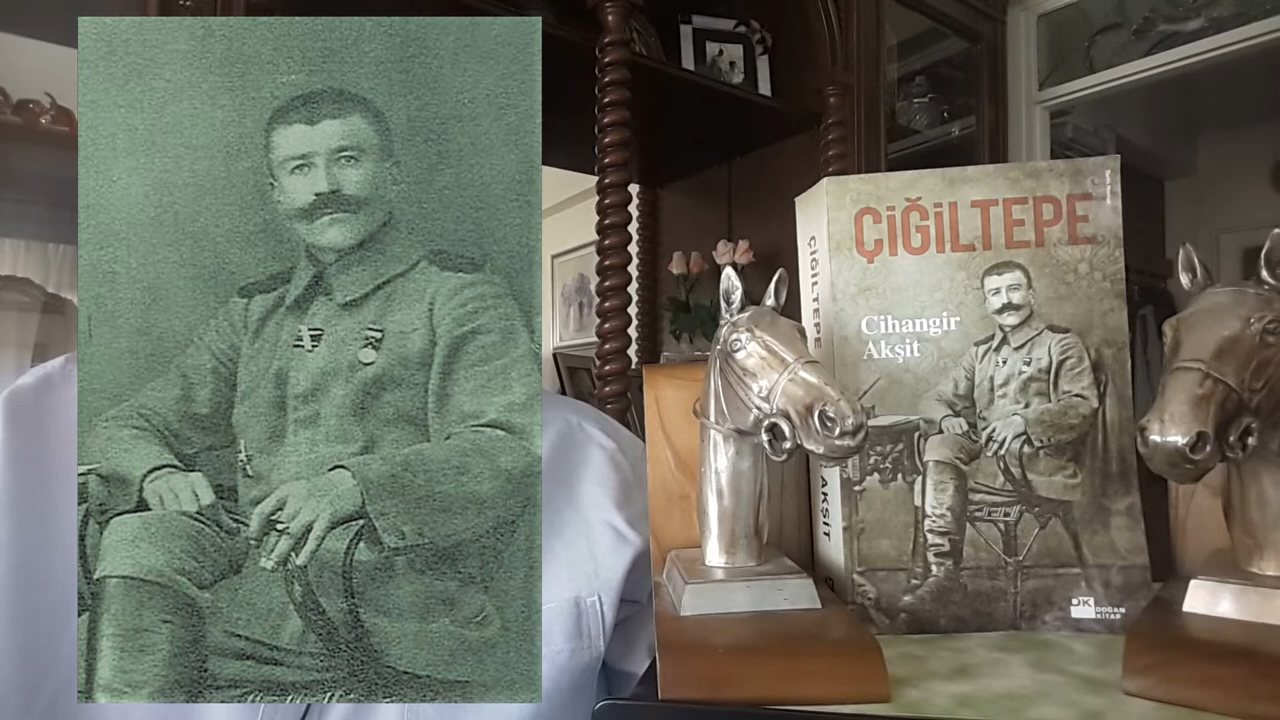 ÇİĞİLTEPE
Cihangir
Akşit
DK
DOĞAN
KİTAP
ÇİĞİLTEPE
AKŞİT